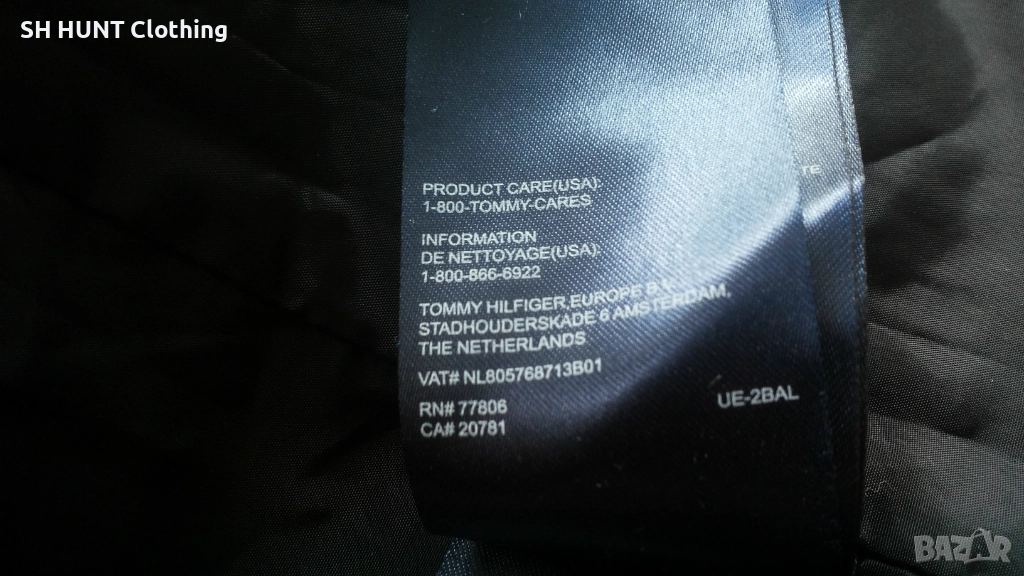 SH HUNT Clothing
PRODUCT CARE(USA):
1-800-TOMMY-CARES
INFORMATION
DE NETTOYAGE(USA):
1-800-866-6922
TOMMY HILFIGER EUROPE B.V.
STADHOUDERSKADE 6 AMSTERDAM,
THE NETHERLANDS
VAT# NL805768713B01
RN# 77806
CA# 20781
UE-2BAL
BAZAR